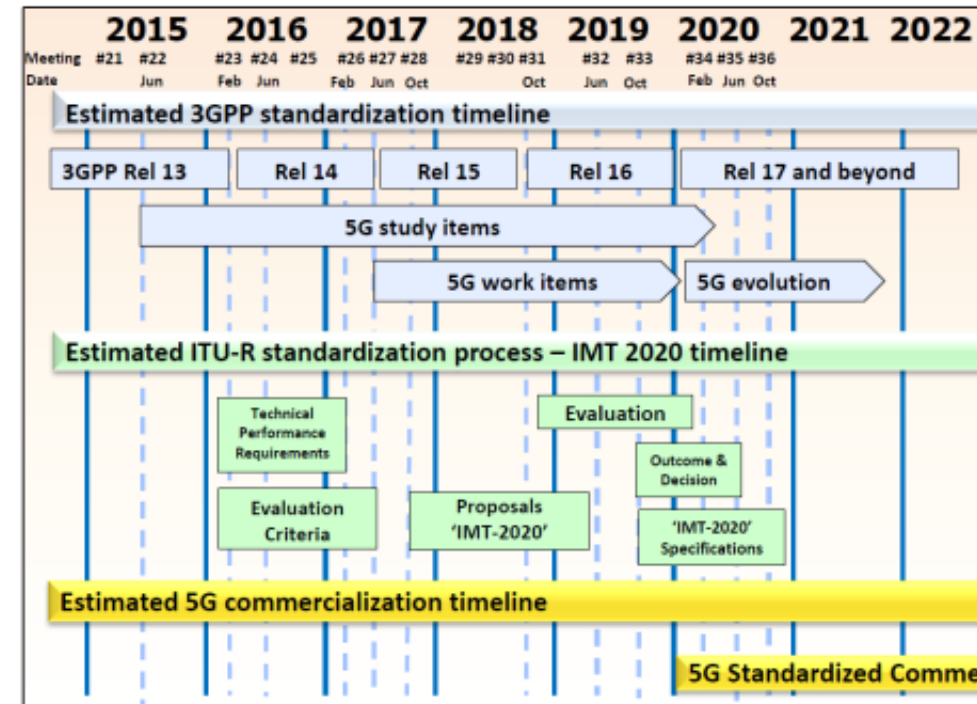 2015 2016 2017 2018 2019 2020 2021 2022
Meeting #21 #22 #23 #24 #25 #26 #27 #28 #29 #30 #31 #32 #33 #34 #35 #36
Date Jun Feb Jun Feb Jun Oct Oct Jun Oct Feb Jun Oct
Estimated 3GPP standardization timeline
3GPP Rel 13 Rel 14 Rel 15 Rel 16 Rel 17 and beyond
5G study items
5G work items 5G evolution
Estimated ITU-R standardization process – IMT 2020 timeline
Technical
Performance
Requirements
Evaluation
Outcome &
Decision
Evaluation
Criteria
Proposals
‘IMT-2020’
‘IMT-2020’
Specifications
Estimated 5G commercialization timeline
5G Standardized Comme